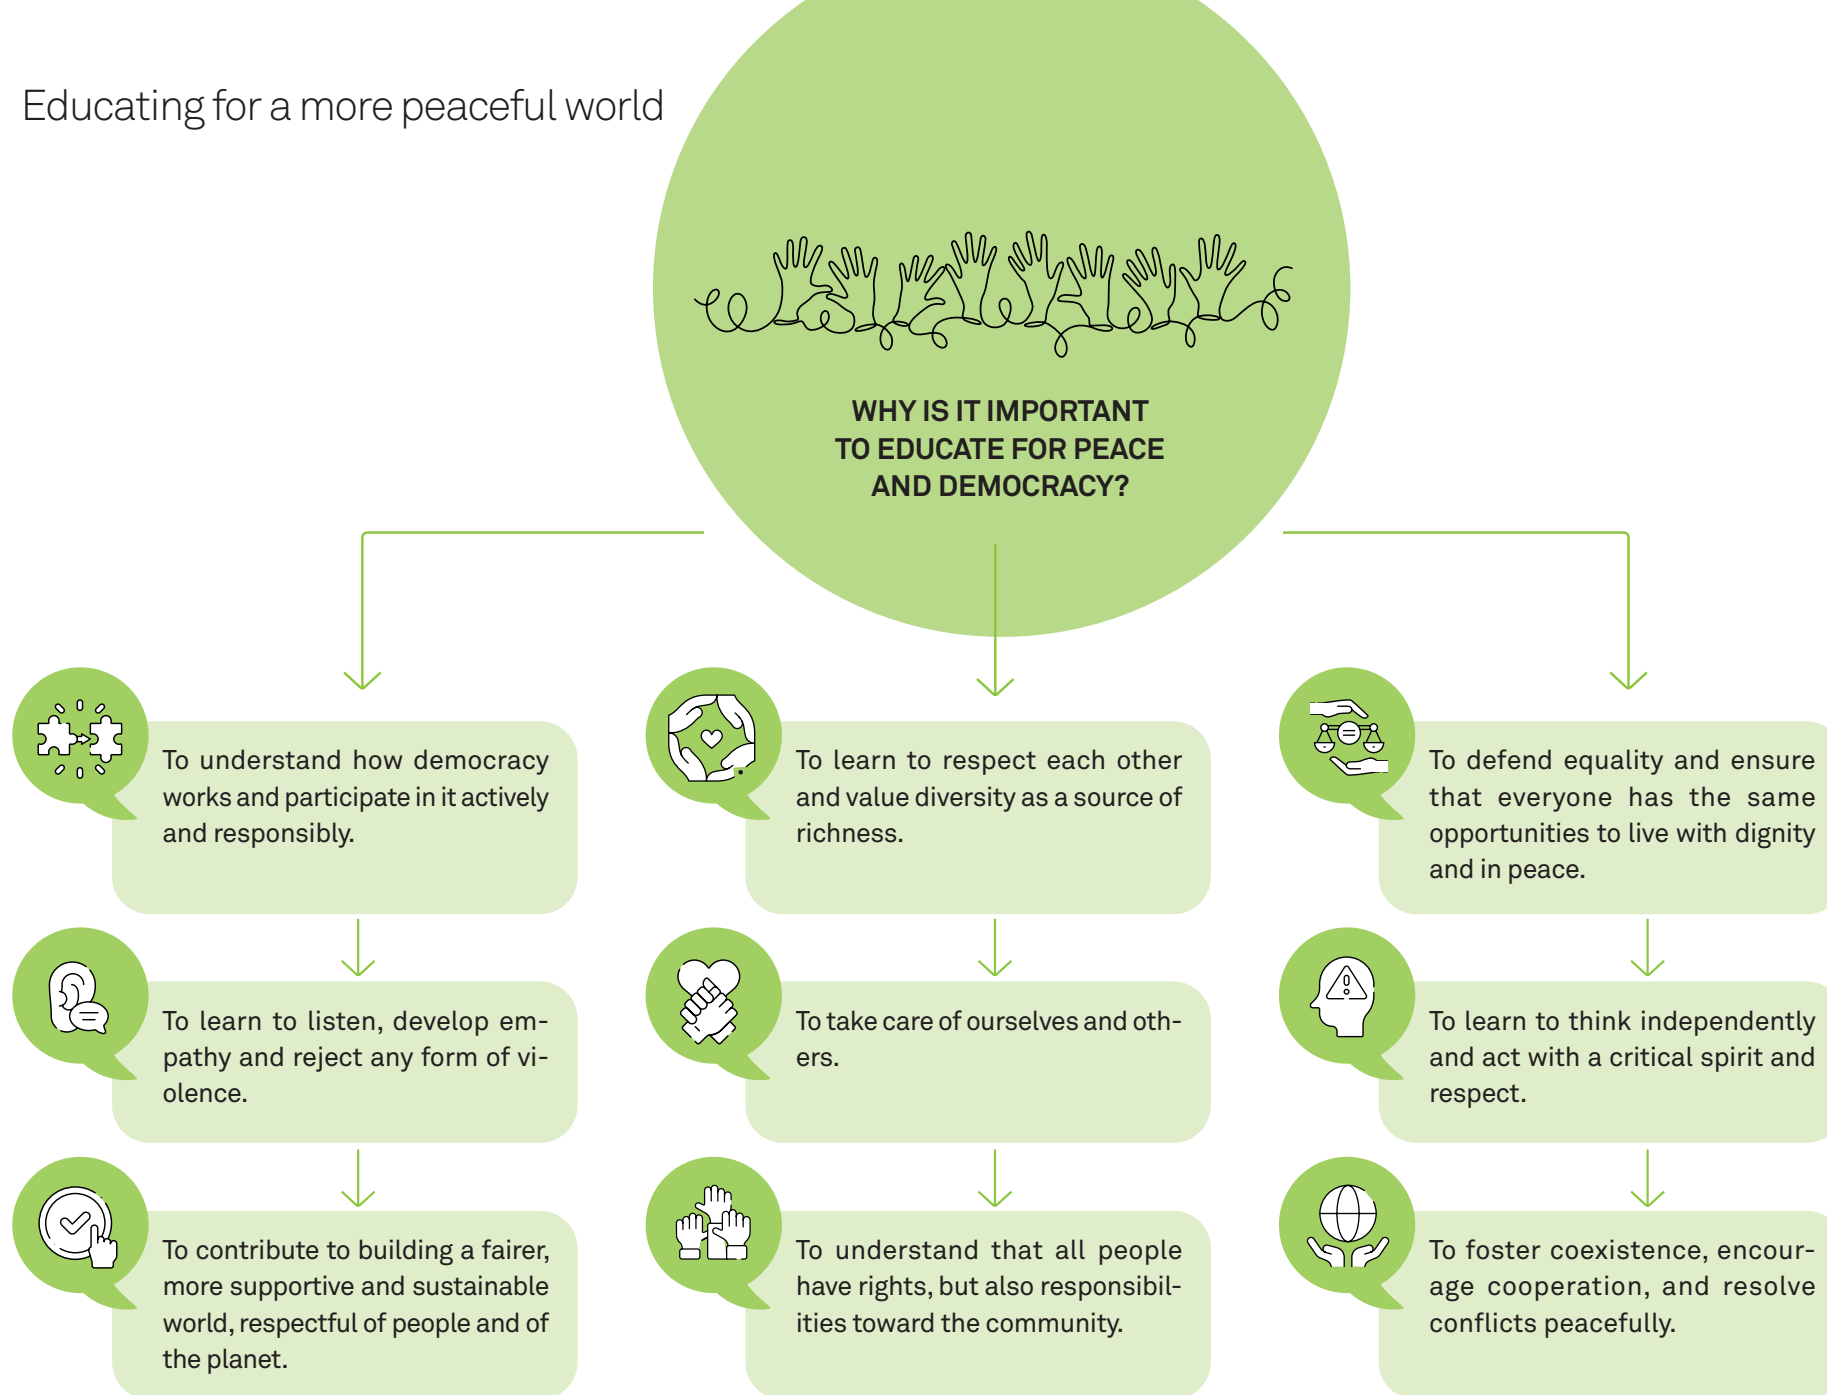 Educating for a more peaceful world
WHY IS IT IMPORTANT
TO EDUCATE FOR PEACE
AND DEMOCRACY?
To understand how democracy
works and participate in it actively
and responsibly.
To learn to listen, develop em-
pathy and reject any form of vi-
olence.
To contribute to building a fairer,
more supportive and sustainable
world, respectful of people and of
the planet.
To learn to respect each other
and value diversity as a source of
richness.
To take care of ourselves and oth-
ers.
To understand that all people
have rights, but also responsibil-
ities toward the community.
To defend equality and ensure
that everyone has the same
opportunities to live with dignity
and in peace.
To learn to think independently
and act with a critical spirit and
respect.
To foster coexistence, encour-
age cooperation, and resolve
conflicts peacefully.